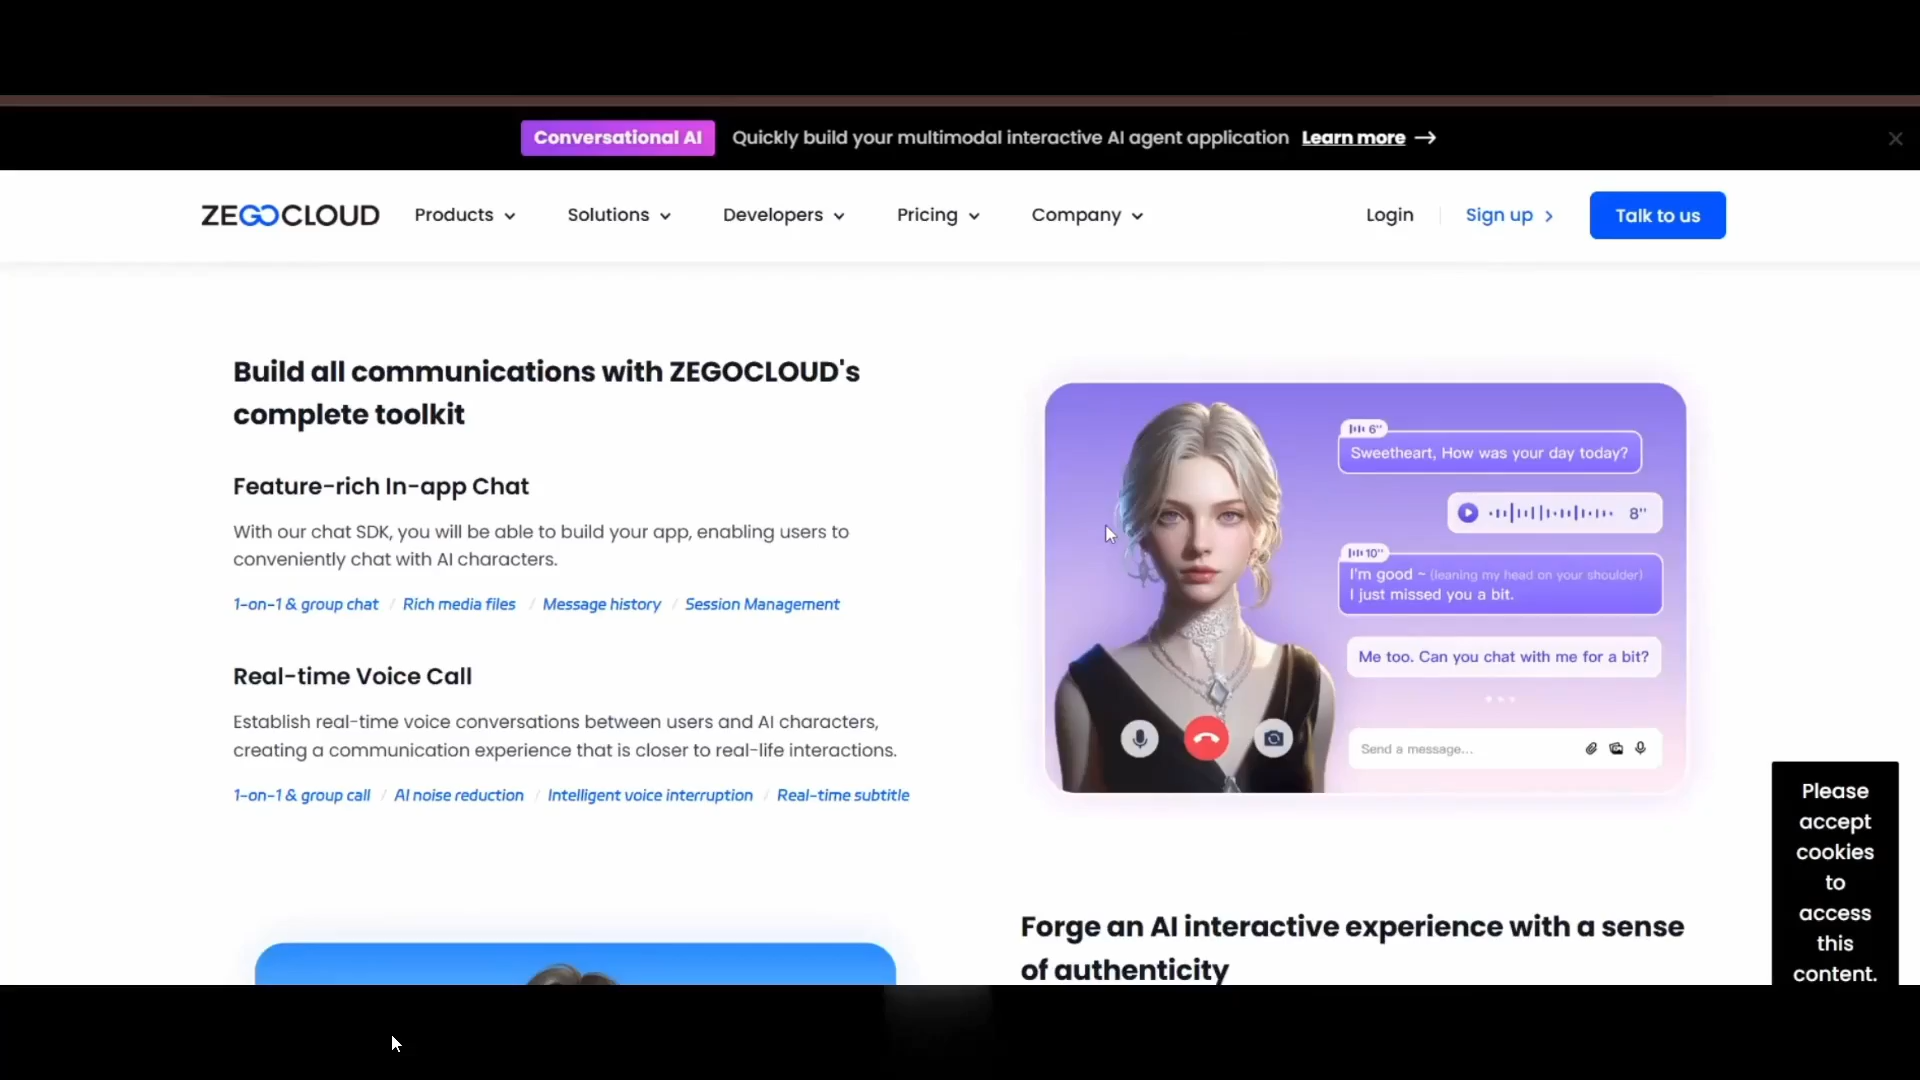 Conversational AI Quickly build your multimodal interactive AI agent application Learn more →
ZEGOCLOUD Products Solutions Developers Pricing Company Login Sign up > Talk to us
Build all communications with ZEGOCLOUD's
complete toolkit
Feature-rich In-app Chat
With our chat SDK, you will be able to build your app, enabling users to
conveniently chat with AI characters.
1-on-1 & group chat / Rich media files / Message history / Session Management
Real-time Voice Call
Establish real-time voice conversations between users and AI characters,
creating a communication experience that is closer to real-life interactions.
1-on-1 & group call / AI noise reduction / Intelligent voice interruption / Real-time subtitle
6''
Sweetheart, How was your day today?
8''
10''
I'm good ~ (leaning my head on your shoulder)
I just missed you a bit.
Me too. Can you chat with me for a bit?
Send a message...
Forge an AI interactive experience with a sense
of authenticity
Please
accept
cookies
to
access
this
content.